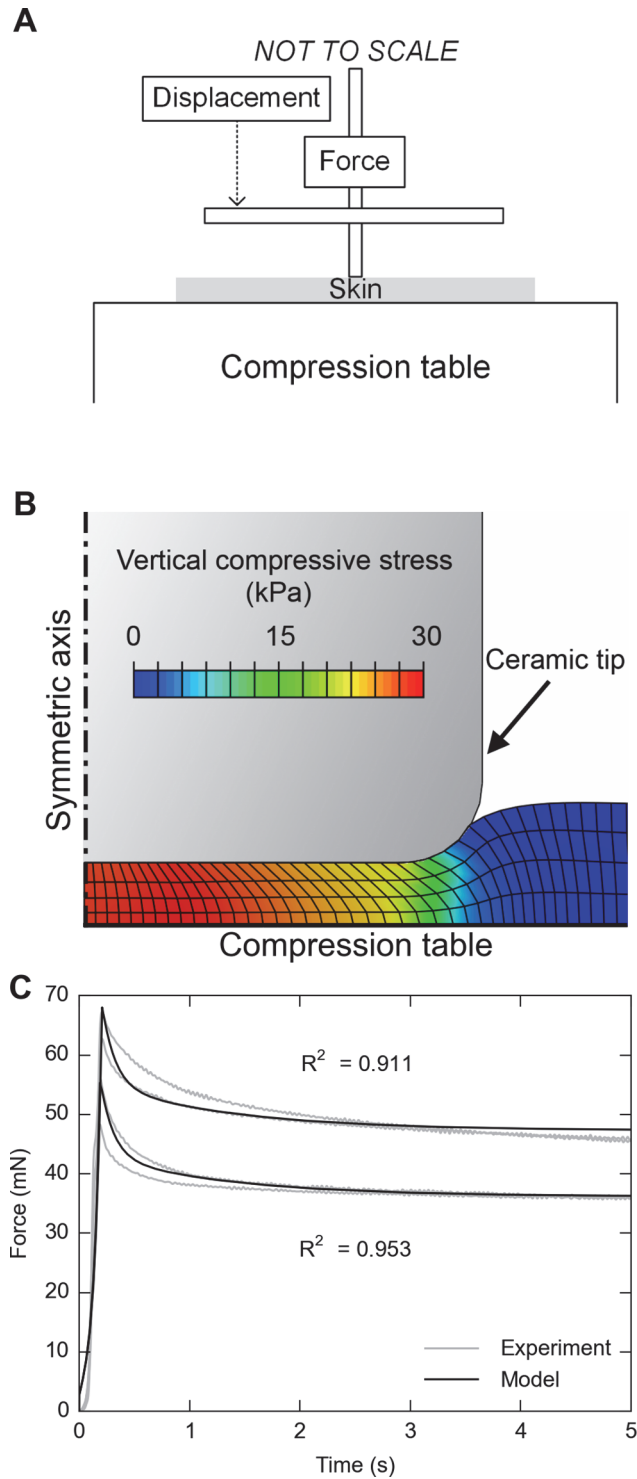 A
NOT TO SCALE
Displacement
Force
Skin
Compression table
B
Vertical compressive stress
(kPa)
0 15 30
Ceramic tip
Symmetric axis
Compression table
C
70
60
50
40
30
20
10
0
Force (mN)
R² = 0.911
R² = 0.953
Experiment
Model
0 1 2 3 4 5
Time (s)